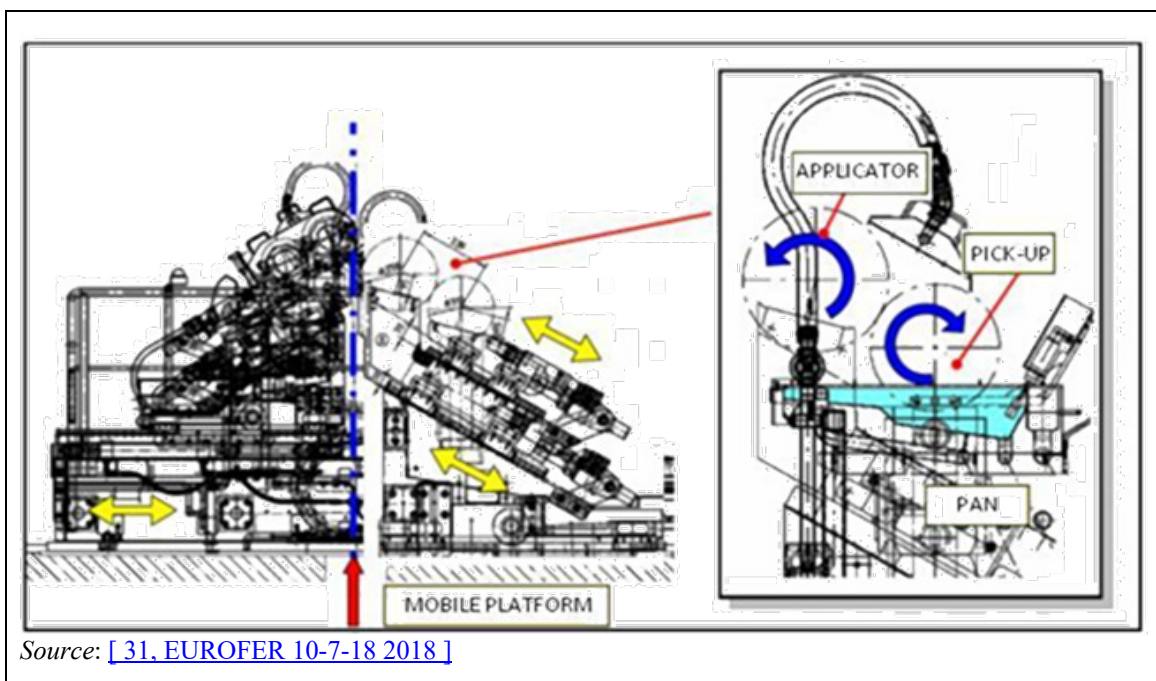 APPLICATOR
PICK-UP
PAN
MOBILE PLATFORM
Source: [ 31, EUROFER 10-7-18 2018 ]